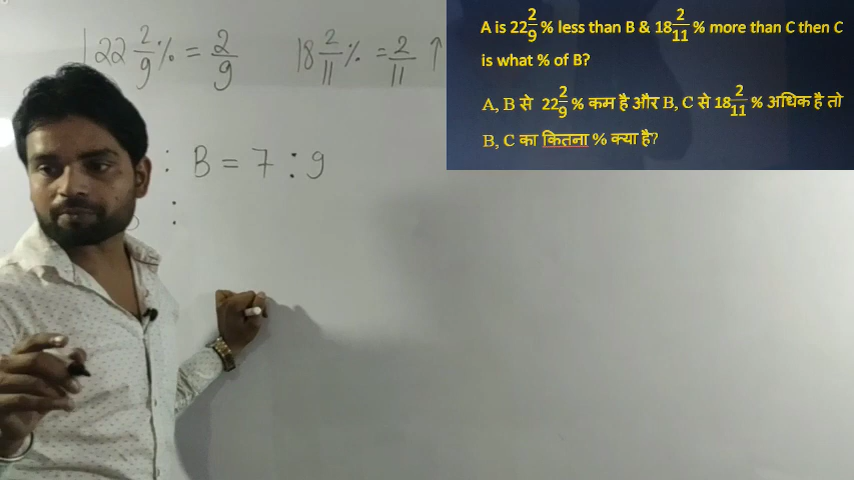 22 2/9 % = 2/9
18 2/11 % = 2/11 ↑
: B = 7 : 9
:
A is 22 2/9 % less than B & 18 2/11 % more than C then C
is what % of B?
A, B से 22 2/9 % कम है और B, C से 18 2/11 % अधिक है तो
B, C का कितना % क्या है?